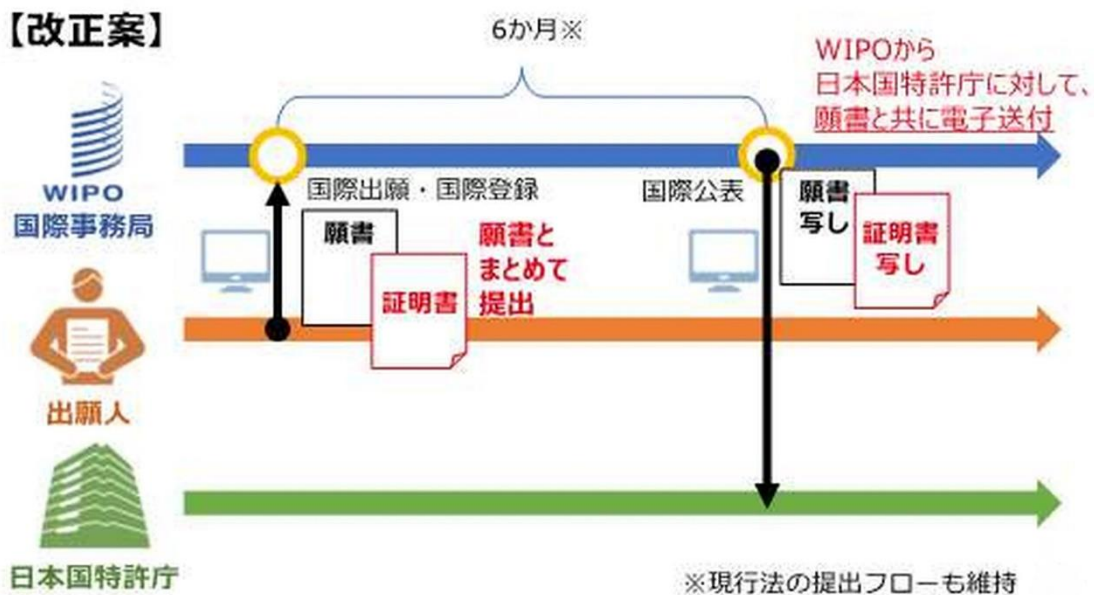 【改正案】
6か月※
WIPOから
日本国特許庁に対して、
願書と共に電子送付
WIPO
国際事務局
国際出願・国際登録
国際公表
願書
証明書
願書と
まとめて
提出
願書
写し
証明書
写し
出願人
日本国特許庁
※現行法の提出フローも維持